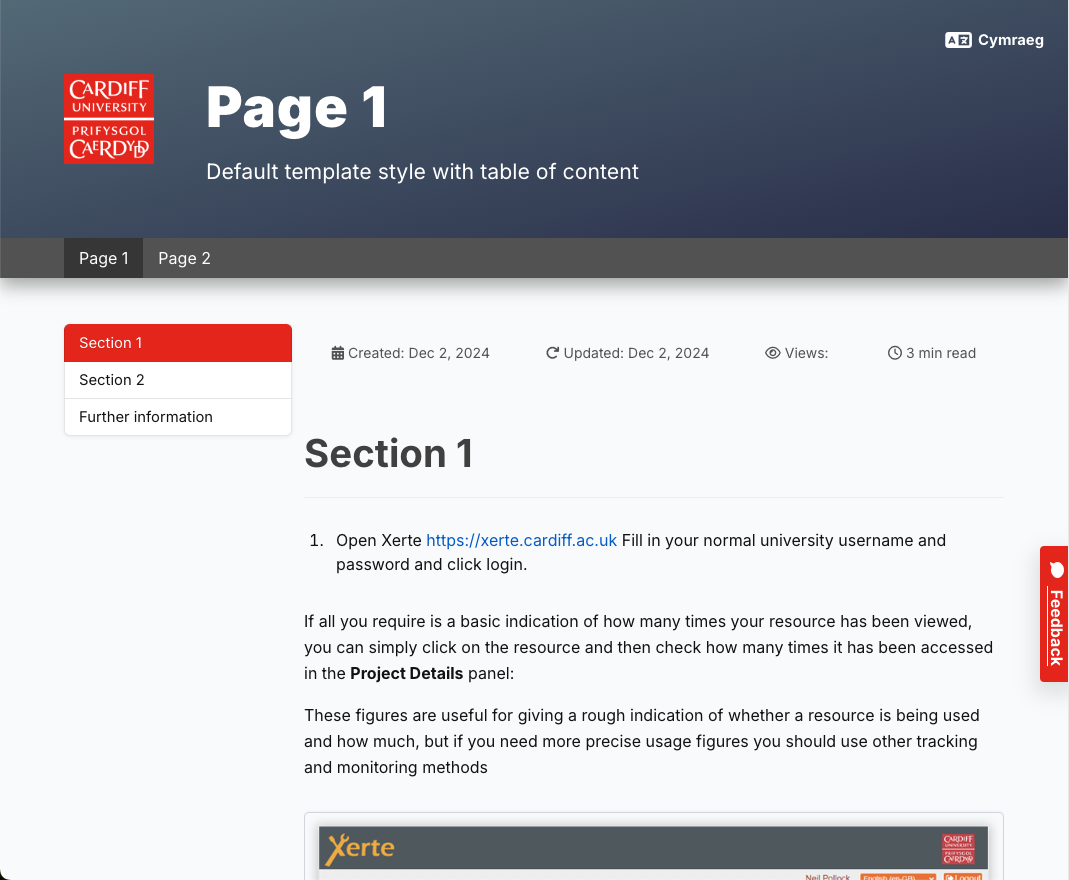 Cymraeg
CARDIFF
UNIVERSITY
PRIFYSGOL
CAERDYDD
Page 1
Default template style with table of content
Page 1
Page 2
Section 1
Section 2
Further information
Created: Dec 2, 2024
Updated: Dec 2, 2024
Views:
3 min read
Section 1
1. Open Xerte https://xerte.cardiff.ac.uk Fill in your normal university username and
password and click login.
If all you require is a basic indication of how many times your resource has been viewed,
you can simply click on the resource and then check how many times it has been accessed
in the Project Details panel:
These figures are useful for giving a rough indication of whether a resource is being used
and how much, but if you need more precise usage figures you should use other tracking
and monitoring methods
Feedback
Xerte
CARDIFF
UNIVERSITY
PRIFYSGOL
CAERDYDD
Neil Pollock
English (en-GB)
Logout